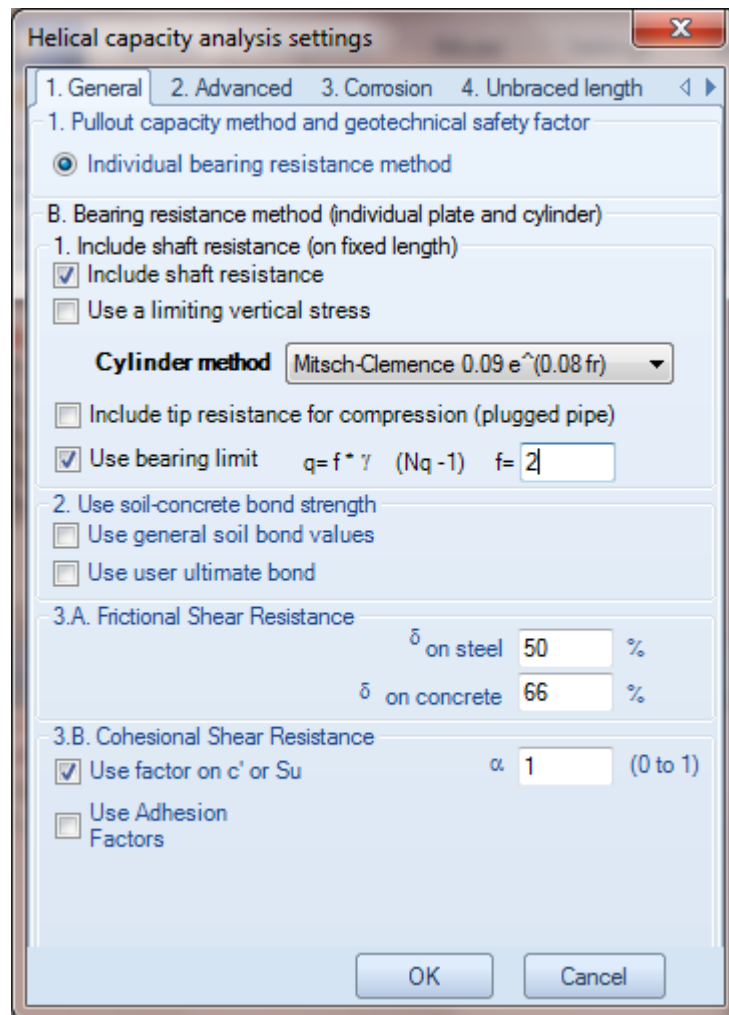 Helical capacity analysis settings
1. General 2. Advanced 3. Corrosion 4. Unbraced length
1. Pullout capacity method and geotechnical safety factor
Individual bearing resistance method
B. Bearing resistance method (individual plate and cylinder)
1. Include shaft resistance (on fixed length)
Include shaft resistance
Use a limiting vertical stress
Cylinder method Mitsch-Clemence 0.09 e^(0.08 fr)
Include tip resistance for compression (plugged pipe)
Use bearing limit q= f * γ (Nq -1) f= 2
2. Use soil-concrete bond strength
Use general soil bond values
Use user ultimate bond
3.A. Frictional Shear Resistance
δ on steel 50 %
δ on concrete 66 %
3.B. Cohesional Shear Resistance
Use factor on c' or Su α 1 (0 to 1)
Use Adhesion
Factors
OK Cancel